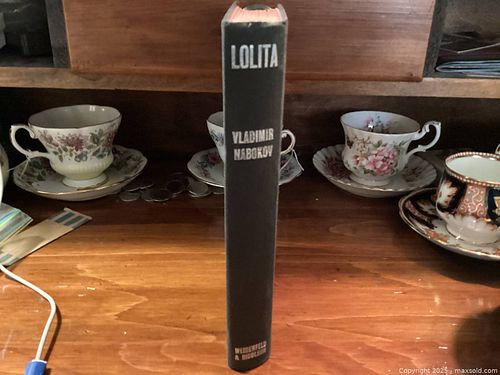 LOLITA
VLADIMIR
NABOKOV
WEIDENFELD
& NICOLSON
Copyright 2025 - maxsold.com